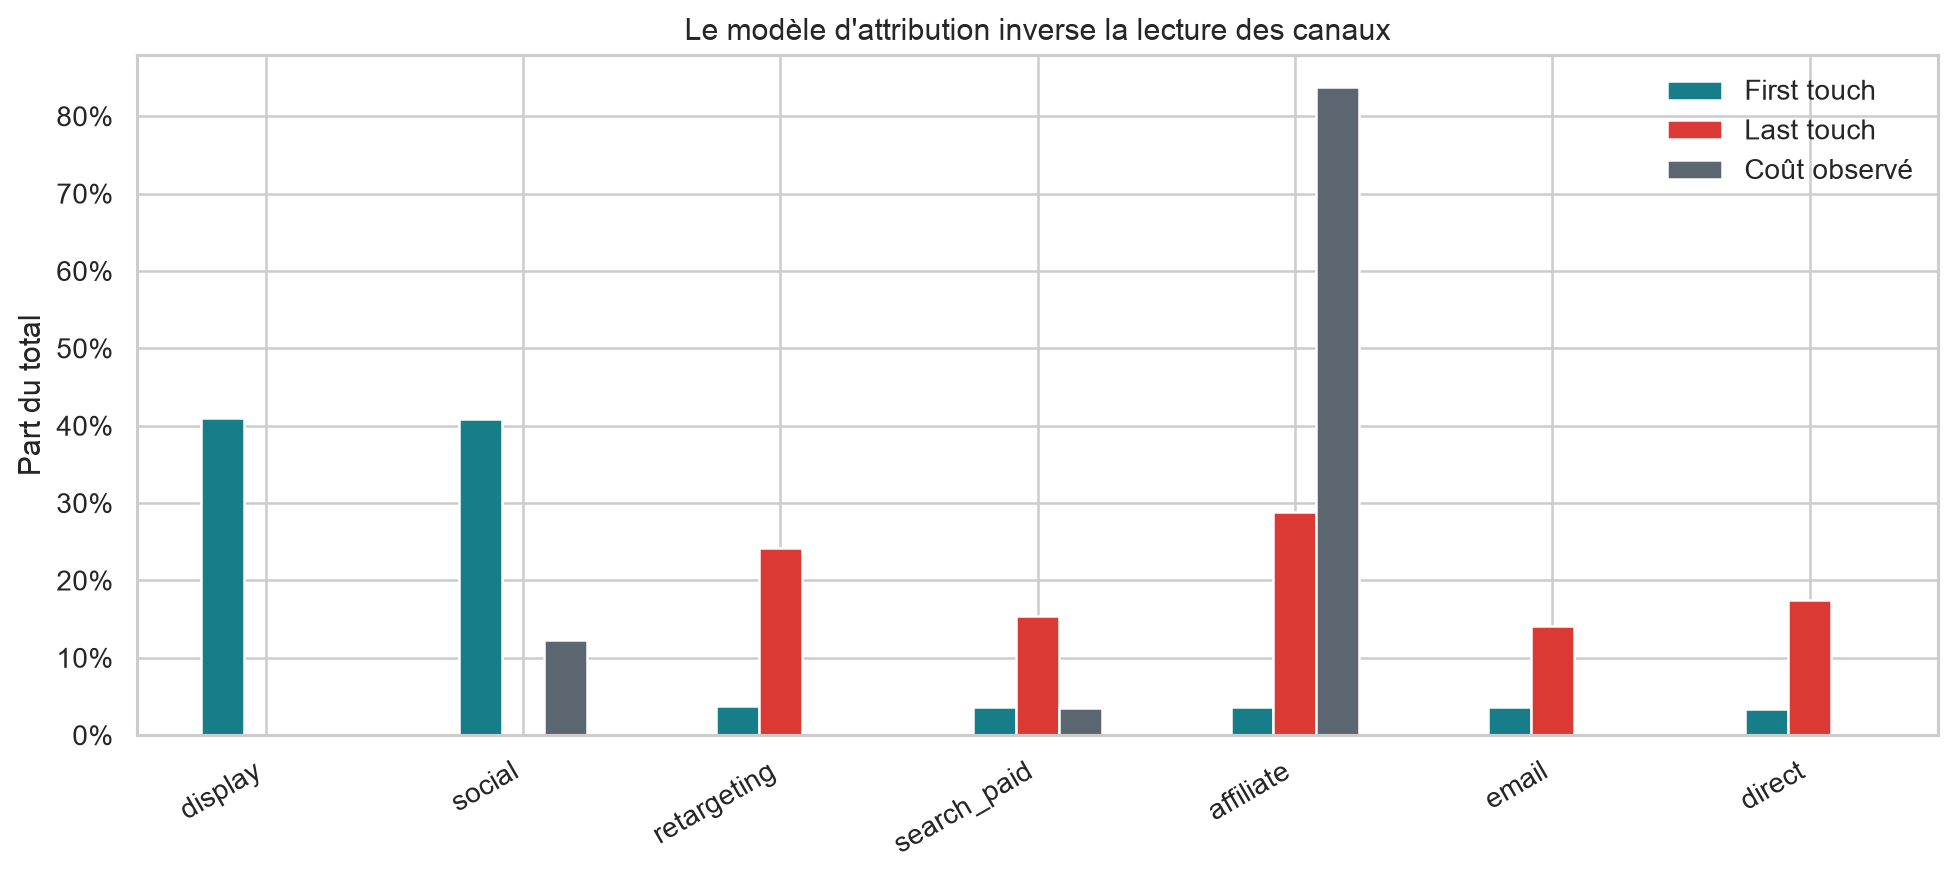 Le modèle d'attribution inverse la lecture des canaux
First touch
Last touch
Coût observé
Part du total
80%
70%
60%
50%
40%
30%
20%
10%
0%
display
social
retargeting
search_paid
affiliate
email
direct